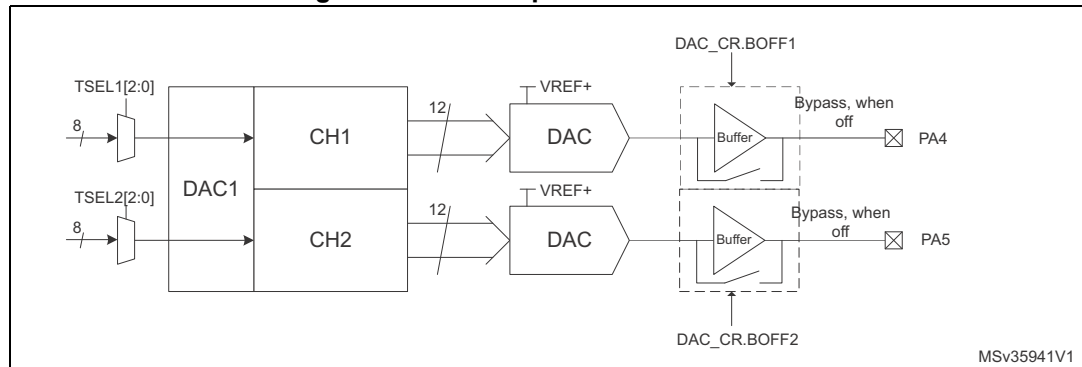 DAC_CR.BOFF1
TSEL1[2:0]
8
12
VREF+
CH1
DAC
Buffer
Bypass, when
off
PA4
DAC1
TSEL2[2:0]
8
12
VREF+
CH2
DAC
Buffer
Bypass, when
off
PA5
DAC_CR.BOFF2
MSv35941V1